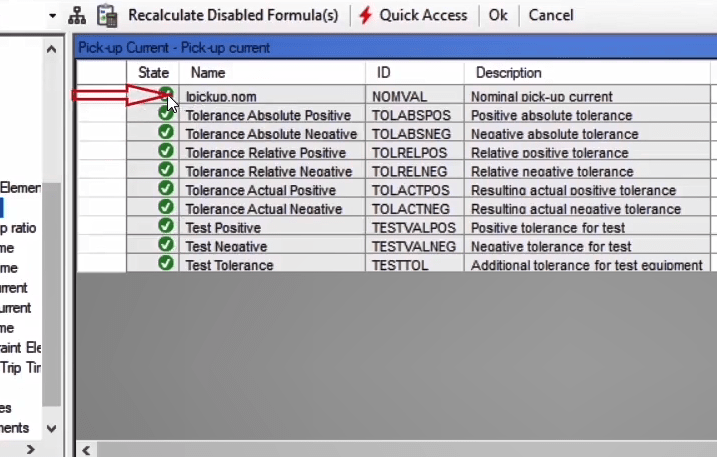 Recalculate Disabled Formula(s) Quick Access Ok Cancel
Pick-up Current - Pick-up current
State Name ID Description
Ipickup.nom NOMVAL Nominal pick-up current
Tolerance Absolute Positive TOLABSPOS Positive absolute tolerance
Tolerance Absolute Negative TOLABSNEG Negative absolute tolerance
Tolerance Relative Positive TOLRELPOS Relative positive tolerance
Tolerance Relative Negative TOLRELNEG Relative negative tolerance
Tolerance Actual Positive TOLACTPOS Resulting actual positive tolerance
Tolerance Actual Negative TOLACTNEG Resulting actual negative tolerance
Test Positive TESTVALPOS Positive tolerance for test
Test Negative TESTVALNEG Negative tolerance for test
Test Tolerance TESTTOL Additional tolerance for test equipment
Elemen
p ratio
me
me
rrent
urrent
me
raint Ele
Trip Tir
es
nents